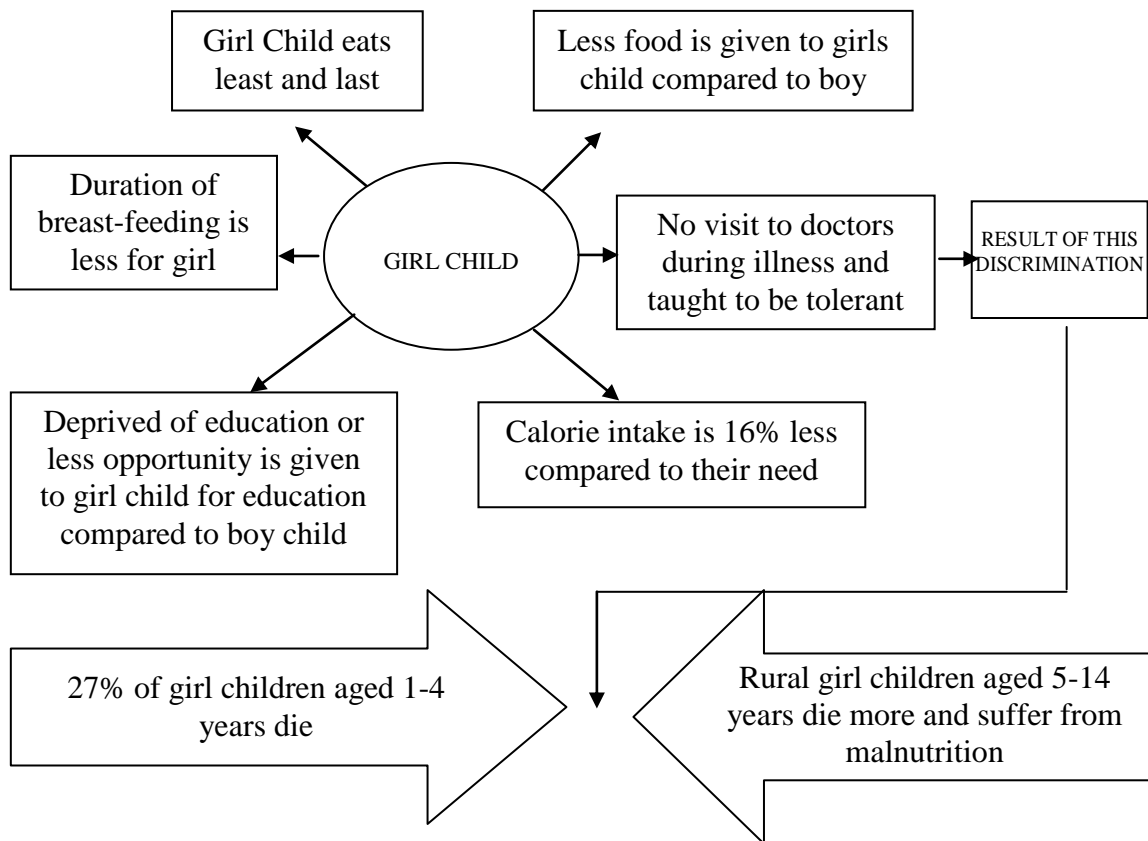 Girl Child eats
least and last
Less food is given to girls
child compared to boy
Duration of
breast-feeding is
less for girl
GIRL CHILD
No visit to doctors
during illness and
taught to be tolerant
RESULT OF THIS
DISCRIMINATION
Deprived of education or
less opportunity is given
to girl child for education
compared to boy child
Calorie intake is 16% less
compared to their need
27% of girl children aged 1-4
years die
Rural girl children aged 5-14
years die more and suffer from
malnutrition